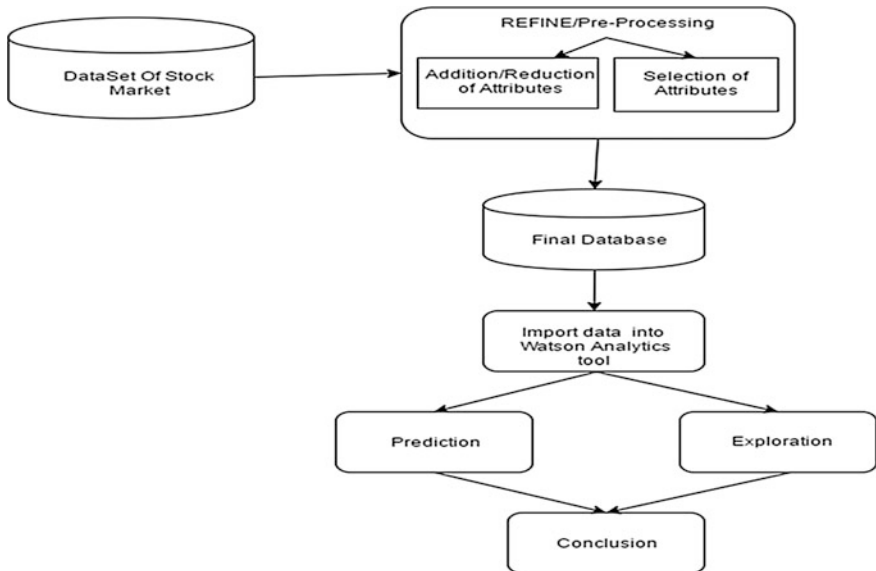 REFINE/Pre-Processing
DataSet Of Stock
Market
Addition/Reduction
of Attributes
Selection of
Attributes
Final Database
Import data into
Watson Analytics
tool
Prediction
Exploration
Conclusion